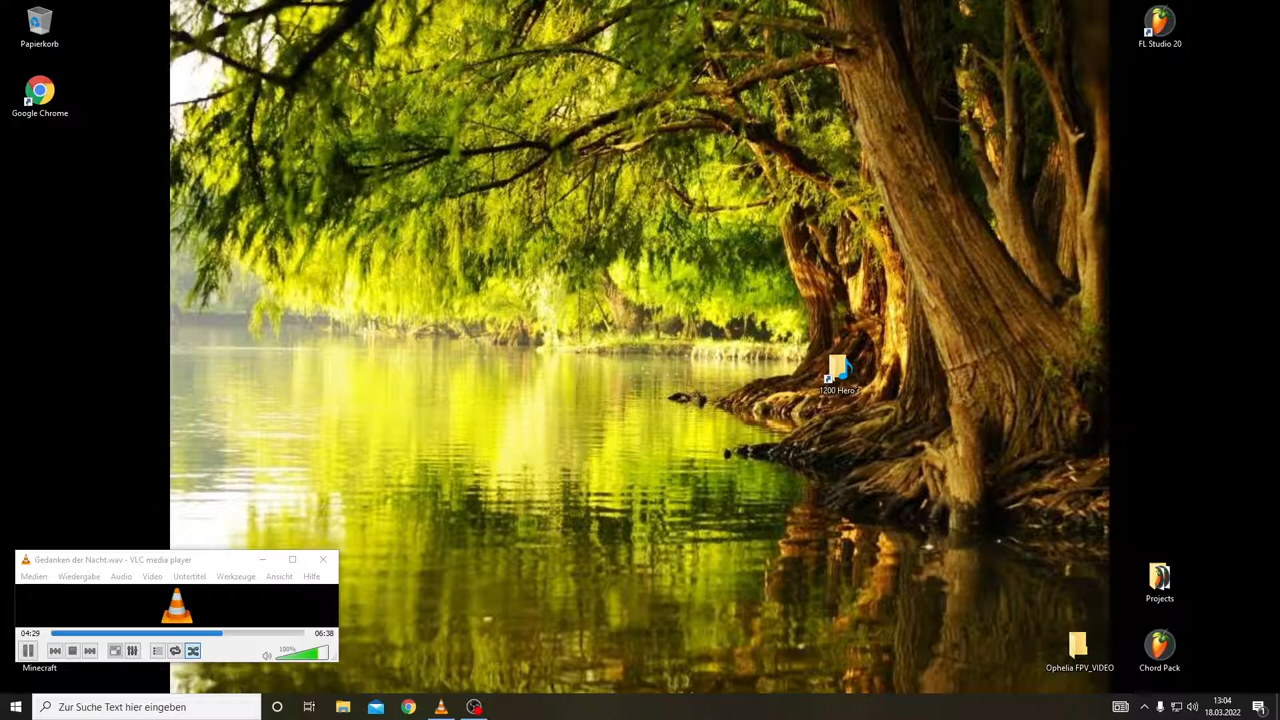 Papierkorb
Google Chrome
FL Studio 20
1200 Hero's
Gedanken der Nacht.wav - VLC media player
Medien Wiedergabe Audio Video Untertitel Werkzeuge Ansicht Hilfe
04:29 06:38
100%
Minecraft
Projects
Ophelia FPV_VIDEO
Chord Pack
Zur Suche Text hier eingeben
13:04
18.03.2022
1